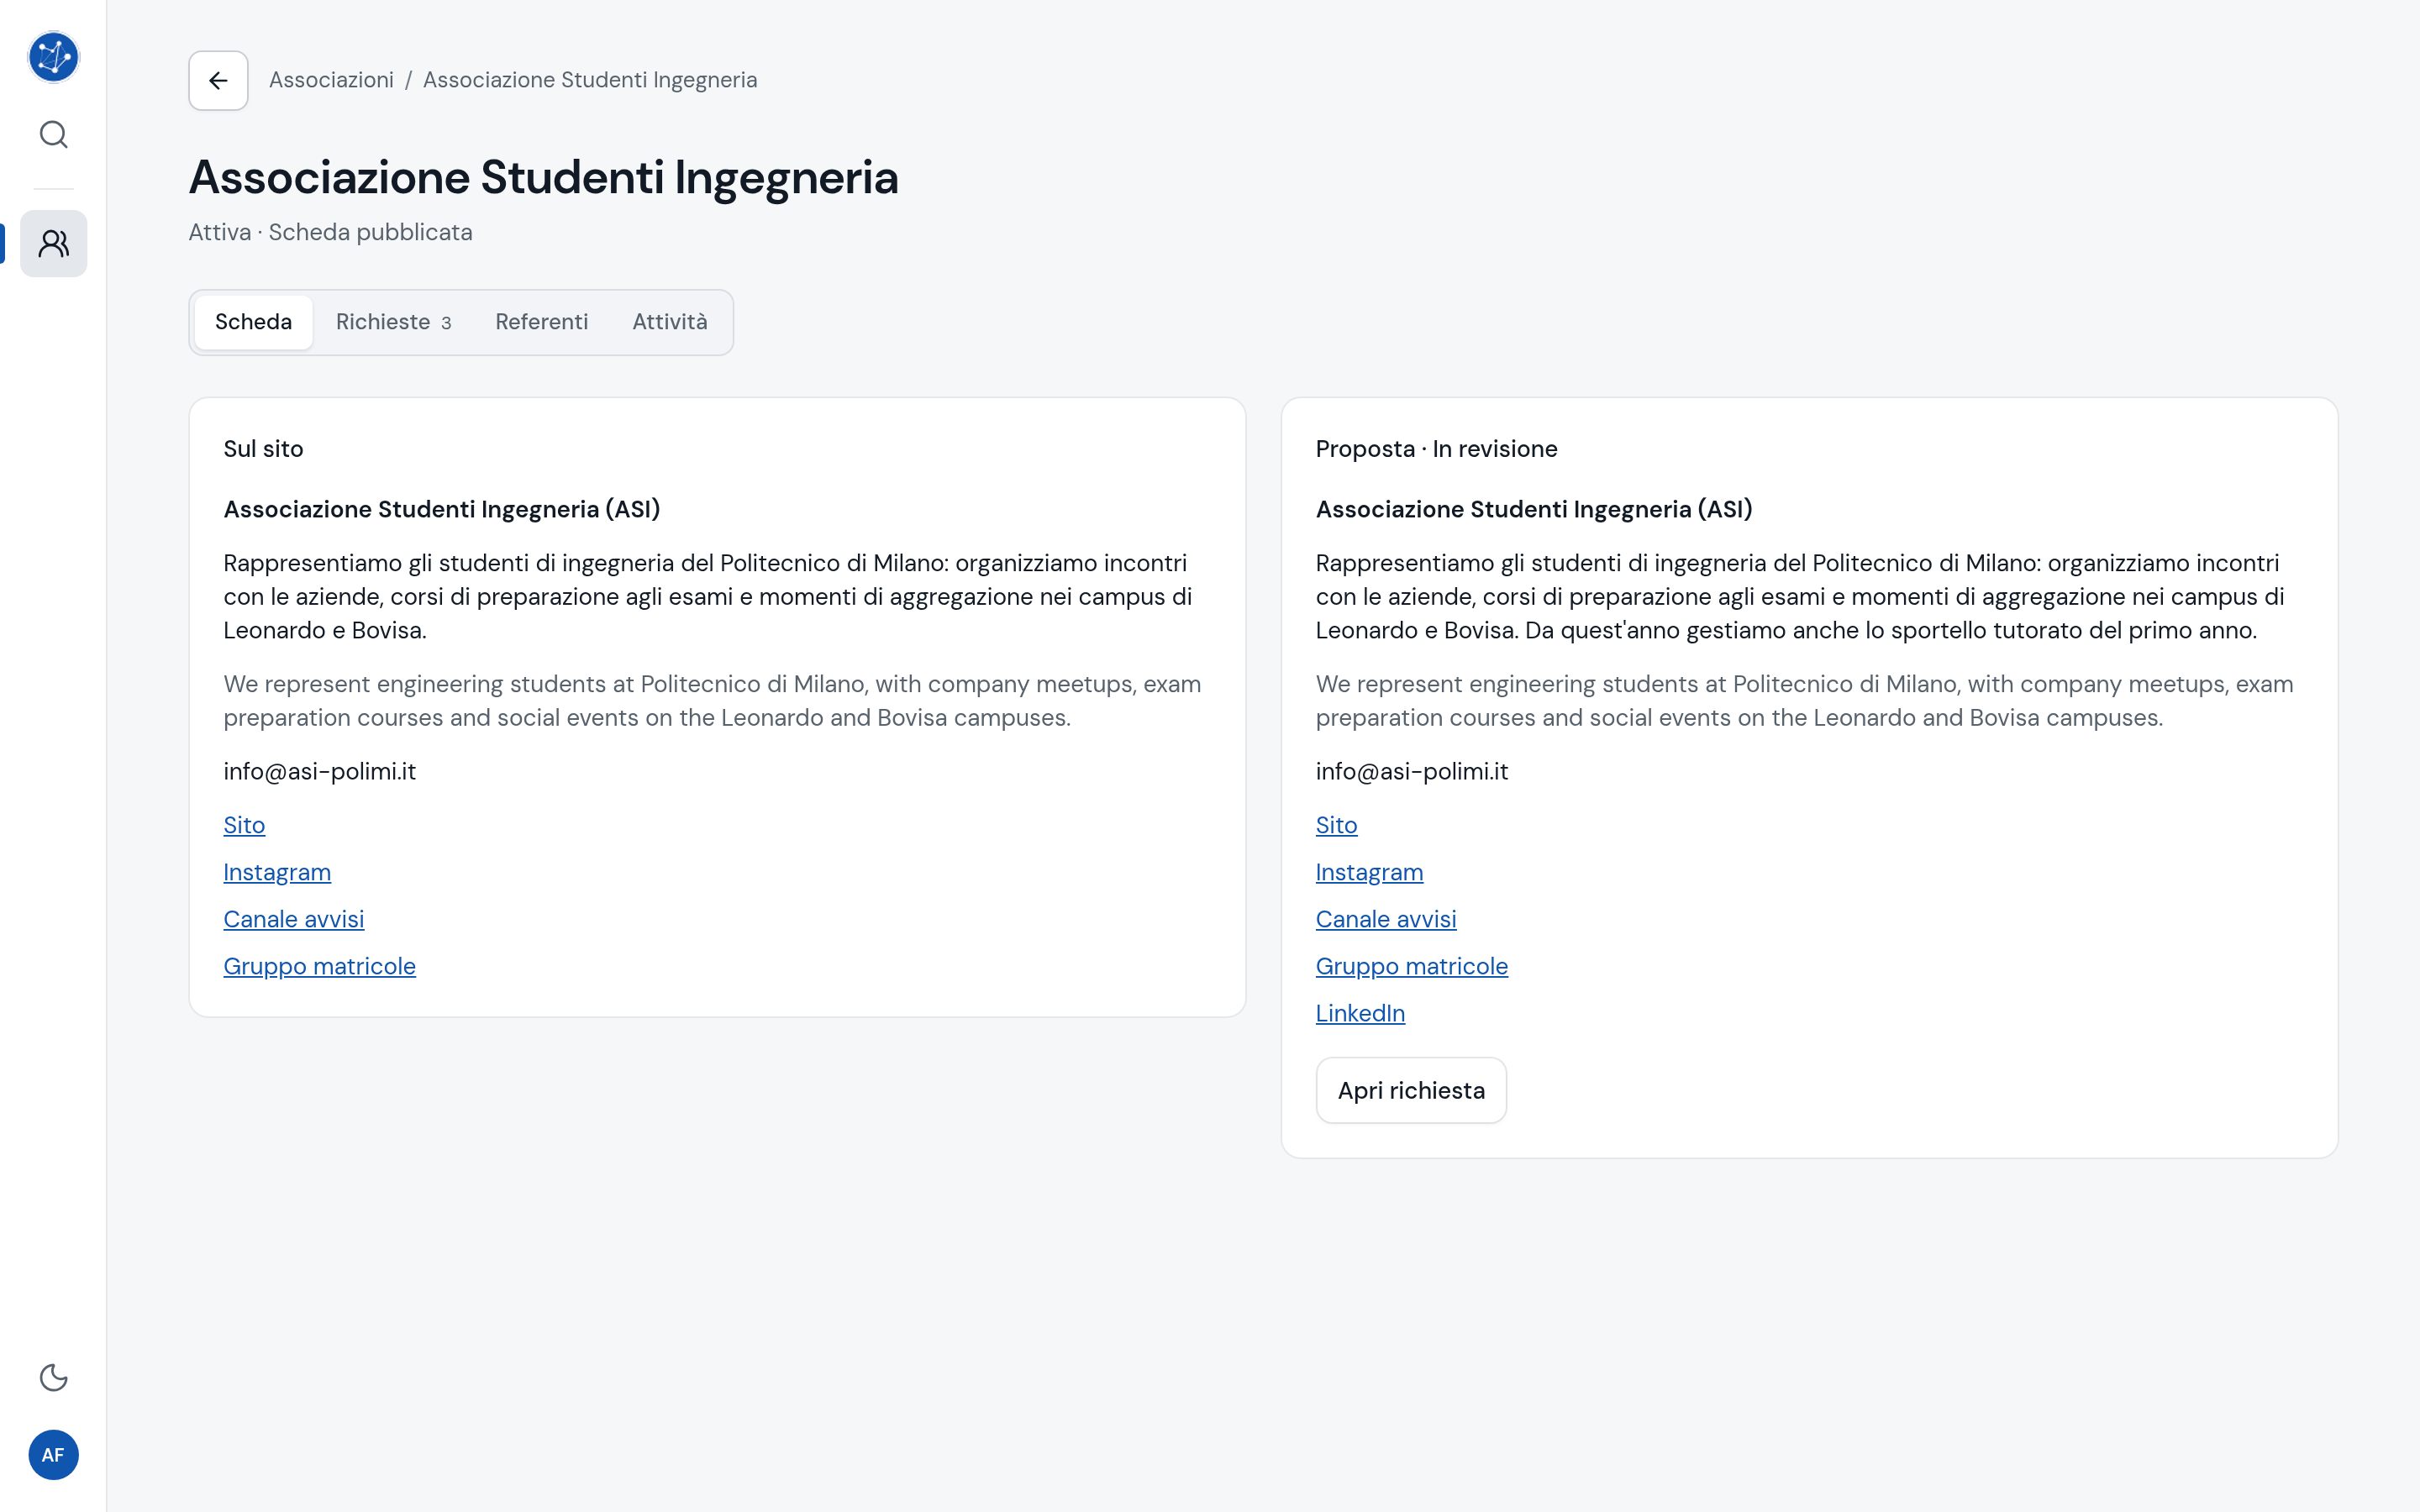 Associazioni / Associazione Studenti Ingegneria
Associazione Studenti Ingegneria
Attiva · Scheda pubblicata
Scheda
Richieste 3
Referenti
Attività
Sul sito
Associazione Studenti Ingegneria (ASI)
Rappresentiamo gli studenti di ingegneria del Politecnico di Milano: organizziamo incontri
con le aziende, corsi di preparazione agli esami e momenti di aggregazione nei campus di
Leonardo e Bovisa.
We represent engineering students at Politecnico di Milano, with company meetups, exam
preparation courses and social events on the Leonardo and Bovisa campuses.
info@asi-polimi.it
Sito
Instagram
Canale avvisi
Gruppo matricole
Proposta · In revisione
Associazione Studenti Ingegneria (ASI)
Rappresentiamo gli studenti di ingegneria del Politecnico di Milano: organizziamo incontri
con le aziende, corsi di preparazione agli esami e momenti di aggregazione nei campus di
Leonardo e Bovisa. Da quest'anno gestiamo anche lo sportello tutorato del primo anno.
We represent engineering students at Politecnico di Milano, with company meetups, exam
preparation courses and social events on the Leonardo and Bovisa campuses.
info@asi-polimi.it
Sito
Instagram
Canale avvisi
Gruppo matricole
LinkedIn
Apri richiesta
AF